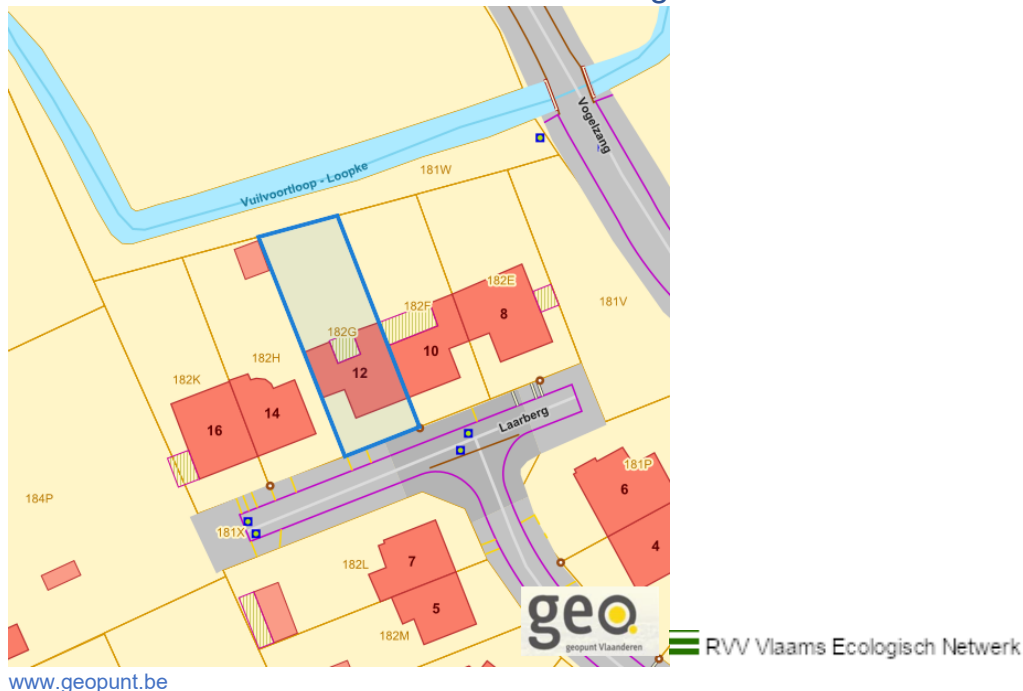 Vogelzang
181W
Vuilvoortloop - Loopke
182E
181V
182F
8
182G
10
182H
12
182K
14
Laarberg
16
181P
6
184P
181X
4
182L
7
5
182M
geo.
geopunt Vlaanderen
RVV Vlaams Ecologisch Netwerk
www.geopunt.be